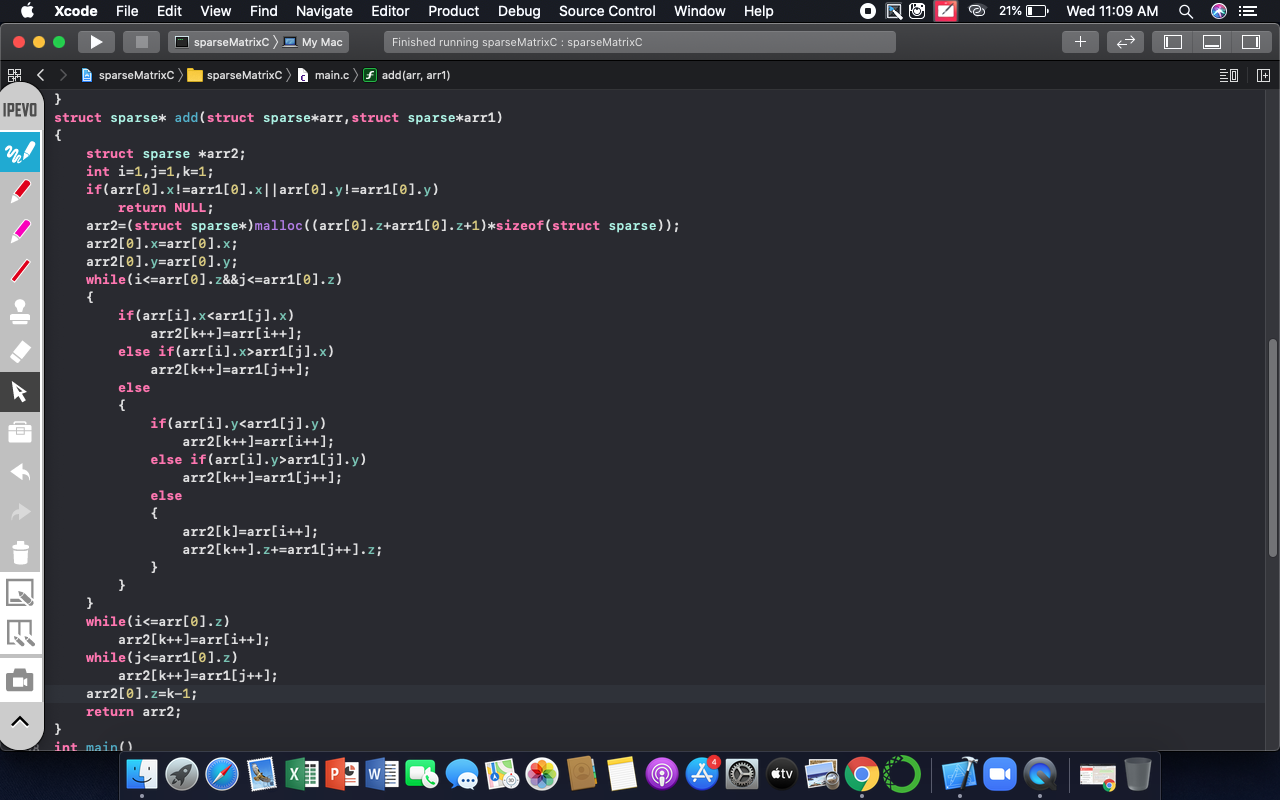 Xcode File Edit View Find Navigate Editor Product Debug Source Control Window Help 21% Wed 11:09 AM
sparseMatrixC My Mac Finished running sparseMatrixC : sparseMatrixC
sparseMatrixC sparseMatrixC main.c add(arr, arr1)
IPEVO
}
struct sparse* add(struct sparse*arr,struct sparse*arr1)
{
struct sparse *arr2;
int i=1,j=1,k=1;
if(arr[0].x!=arr1[0].x||arr[0].y!=arr1[0].y)
return NULL;
arr2=(struct sparse*)malloc((arr[0].z+arr1[0].z+1)*sizeof(struct sparse));
arr2[0].x=arr[0].x;
arr2[0].y=arr[0].y;
while(i<=arr[0].z&&j<=arr1[0].z)
{
if(arr[i].x<arr1[j].x)
arr2[k++]=arr[i++];
else if(arr[i].x>arr1[j].x)
arr2[k++]=arr1[j++];
else
{
if(arr[i].y<arr1[j].y)
arr2[k++]=arr[i++];
else if(arr[i].y>arr1[j].y)
arr2[k++]=arr1[j++];
else
{
arr2[k]=arr[i++];
arr2[k++].z+=arr1[j++].z;
}
}
}
while(i<=arr[0].z)
arr2[k++]=arr[i++];
while(j<=arr1[0].z)
arr2[k++]=arr1[j++];
arr2[0].z=k-1;
return arr2;
}
int main()
4
tv